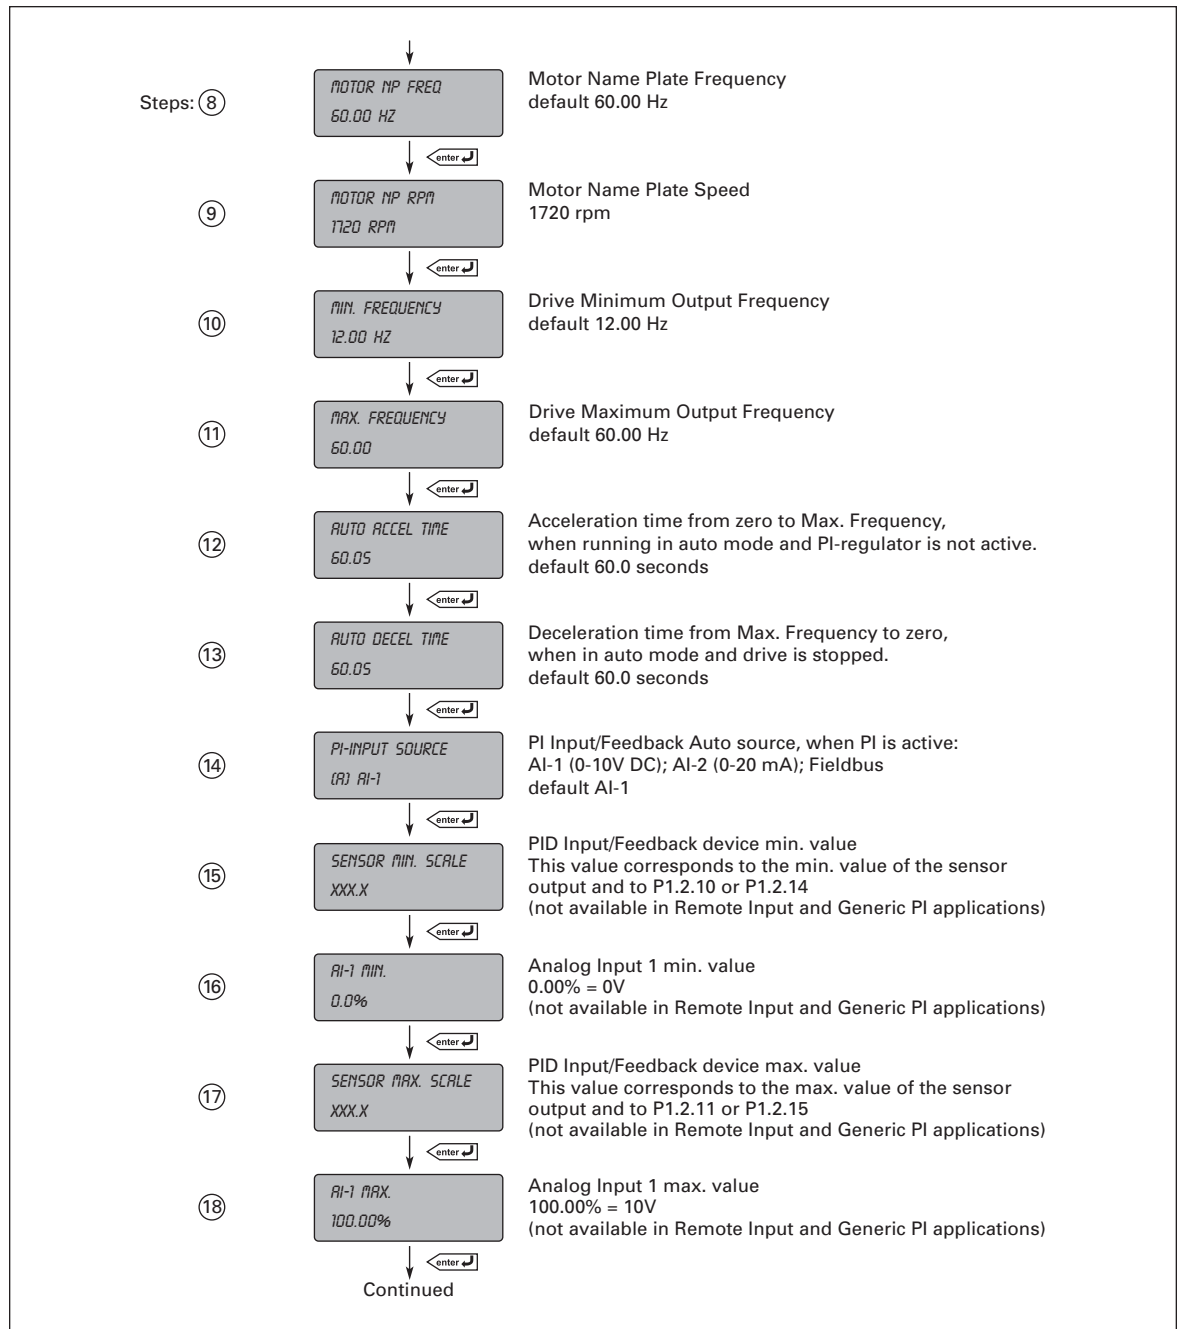 Steps: 8
MOTOR NP FREQ
60.00 HZ
Motor Name Plate Frequency
default 60.00 Hz
enter
9
MOTOR NP RPM
1720 RPM
Motor Name Plate Speed
1720 rpm
enter
10
MIN. FREQUENCY
12.00 HZ
Drive Minimum Output Frequency
default 12.00 Hz
enter
11
MAX. FREQUENCY
60.00
Drive Maximum Output Frequency
default 60.00 Hz
enter
12
AUTO ACCEL TIME
60.0S
Acceleration time from zero to Max. Frequency,
when running in auto mode and PI-regulator is not active.
default 60.0 seconds
enter
13
AUTO DECEL TIME
60.0S
Deceleration time from Max. Frequency to zero,
when in auto mode and drive is stopped.
default 60.0 seconds
enter
14
PI-INPUT SOURCE
(A) AI-1
PI Input/Feedback Auto source, when PI is active:
AI-1 (0-10V DC); AI-2 (0-20 mA); Fieldbus
default AI-1
enter
15
SENSOR MIN. SCALE
XXX.X
PID Input/Feedback device min. value
This value corresponds to the min. value of the sensor
output and to P1.2.10 or P1.2.14
(not available in Remote Input and Generic PI applications)
enter
16
AI-1 MIN.
0.0%
Analog Input 1 min. value
0.00% = 0V
(not available in Remote Input and Generic PI applications)
enter
17
SENSOR MAX. SCALE
XXX.X
PID Input/Feedback device max. value
This value corresponds to the max. value of the sensor
output and to P1.2.11 or P1.2.15
(not available in Remote Input and Generic PI applications)
enter
18
AI-1 MAX.
100.00%
Analog Input 1 max. value
100.00% = 10V
(not available in Remote Input and Generic PI applications)
enter
Continued